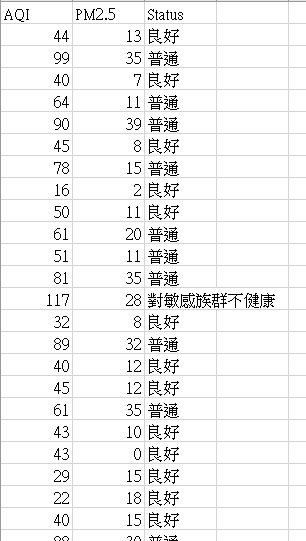 AQI PM2.5 Status
44 13 良好
99 35 普通
40 7 良好
64 11 普通
90 39 普通
45 8 良好
78 15 普通
16 2 良好
50 11 良好
61 20 普通
51 11 普通
81 35 普通
117 28 對敏感族群不健康
32 8 良好
89 32 普通
40 12 良好
45 12 良好
61 35 普通
43 10 良好
43 0 良好
29 15 良好
22 18 良好
40 15 良好